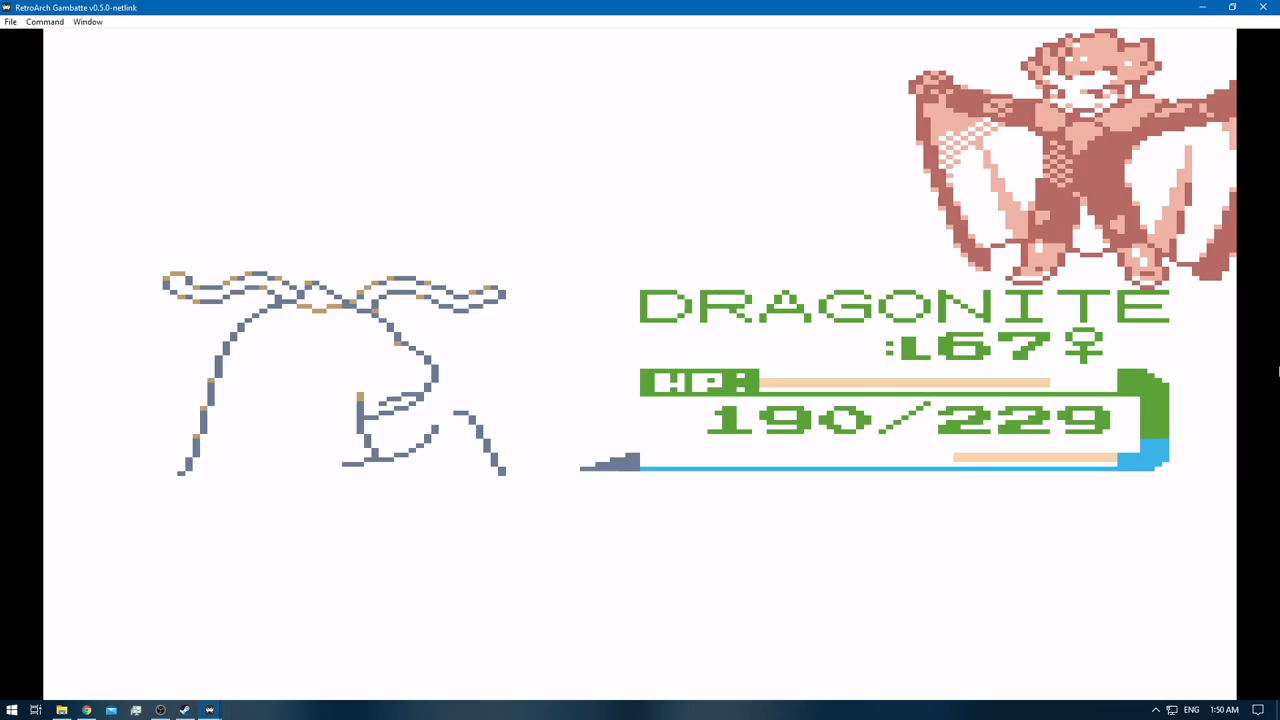 RetroArch Gambatte v0.5.0-netlink
File Command Window
DRAGONITE
:L67♀
HP:
190/229
ENG 1:50 AM